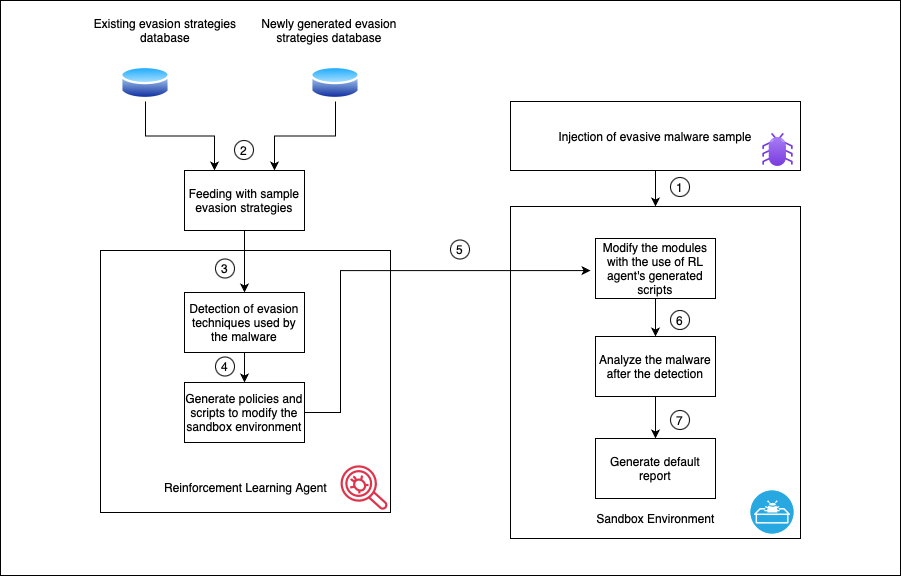 Existing evasion strategies
database
Newly generated evasion
strategies database
2
Feeding with sample
evasion strategies
3
Detection of evasion
techniques used by
the malware
4
Generate policies and
scripts to modify the
sandbox environment
Reinforcement Learning Agent
5
Injection of evasive malware sample
1
Modify the modules
with the use of RL
agent's generated
scripts
6
Analyze the malware
after the detection
7
Generate default
report
Sandbox Environment